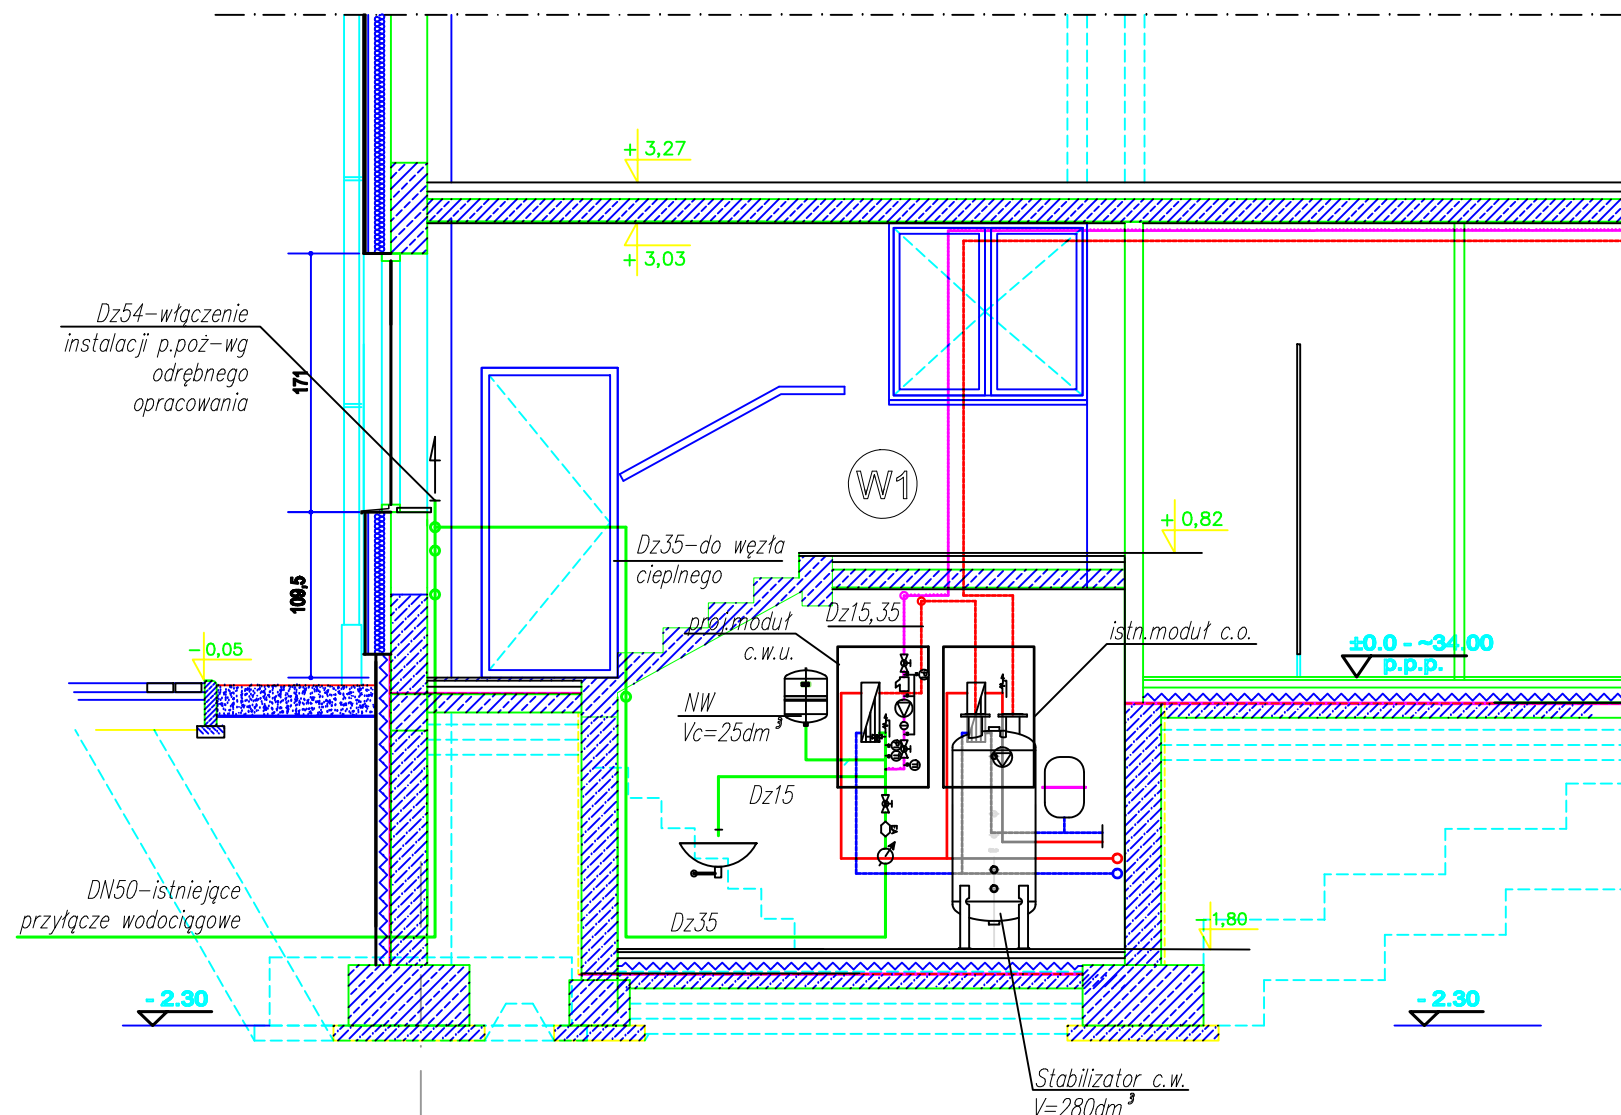 + 3,27
+ 3,03
Dz54-włączenie
instalacji p.poż-wg
odrębnego
opracowania
171
W1
+ 0,82
Dz35-do węzła
cieplnego
109,5
Dz15,35
proj.moduł
c.w.u.
istn.moduł c.o.
±0.0 - ~34.00
p.p.p.
- 0,05
NW
Vc=25dm³
Dz15
DN50-istniejące
przyłącze wodociągowe
Dz35
-1,80
- 2.30
- 2.30
Stabilizator c.w.
V=280dm³